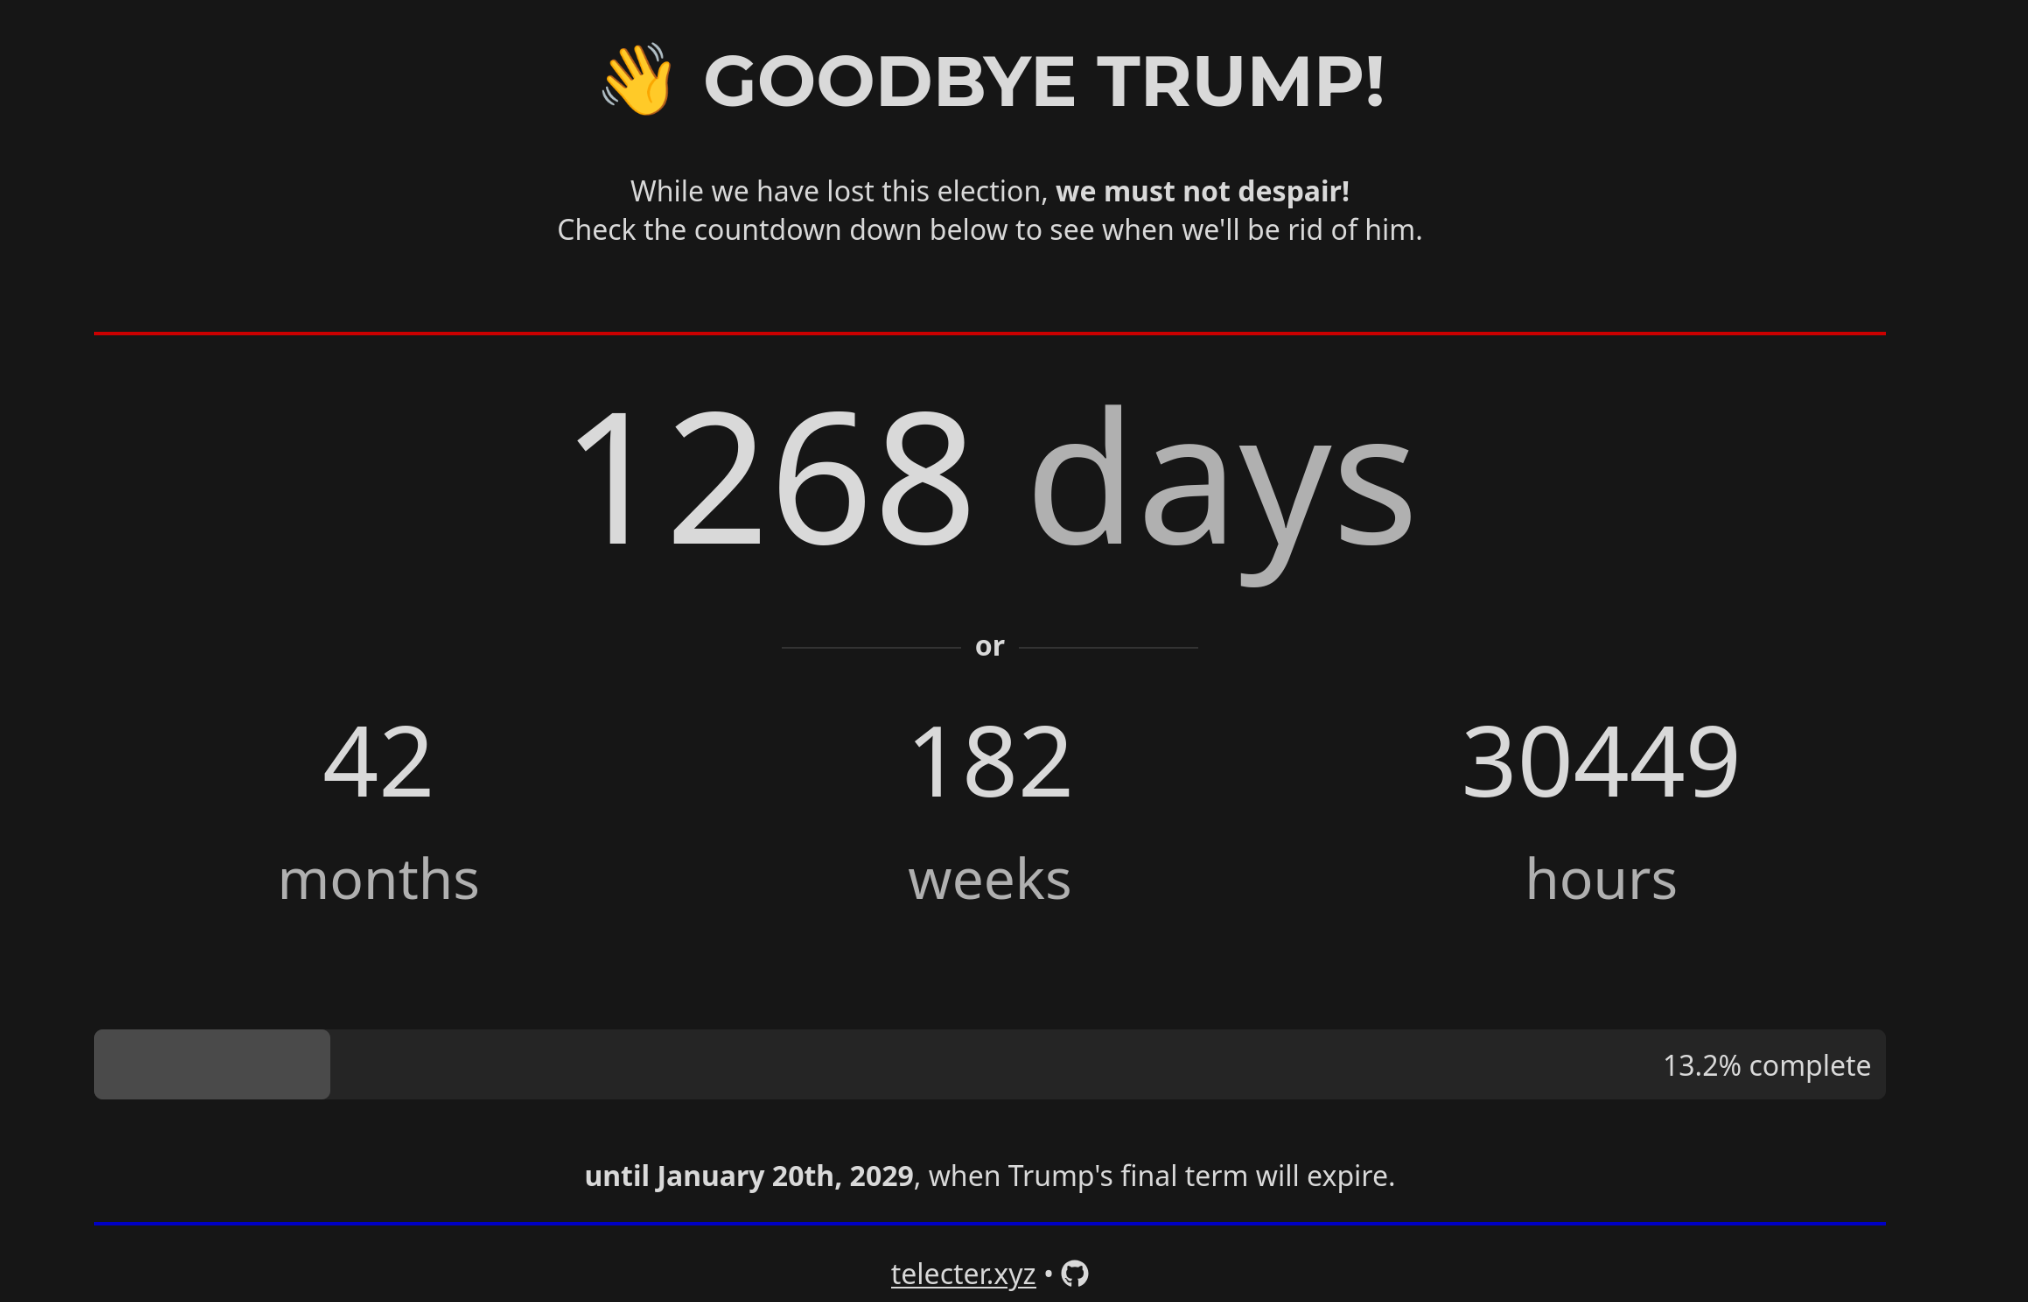 👋 GOODBYE TRUMP!
While we have lost this election, we must not despair!
Check the countdown down below to see when we'll be rid of him.
1268 days
or
42
months
182
weeks
30449
hours
13.2% complete
until January 20th, 2029, when Trump's final term will expire.
telecter.xyz •